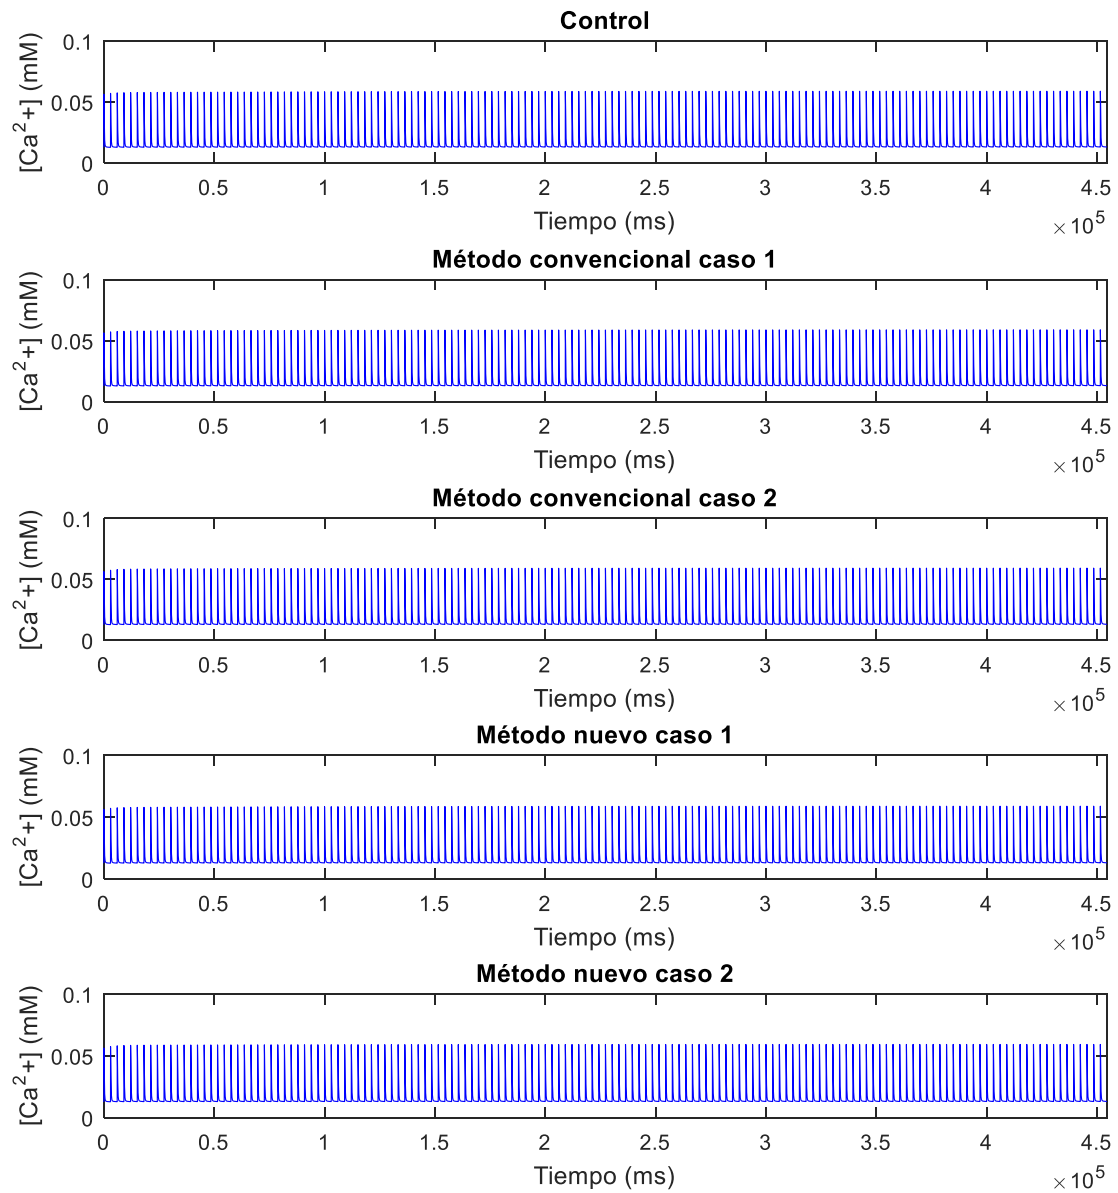 Control
0.1
0.05
0
[Ca2+] (mM)
0 0.5 1 1.5 2 2.5 3 3.5 4 4.5
Tiempo (ms)
×10^5
Método convencional caso 1
0.1
0.05
0
[Ca2+] (mM)
0 0.5 1 1.5 2 2.5 3 3.5 4 4.5
Tiempo (ms)
×10^5
Método convencional caso 2
0.1
0.05
0
[Ca2+] (mM)
0 0.5 1 1.5 2 2.5 3 3.5 4 4.5
Tiempo (ms)
×10^5
Método nuevo caso 1
0.1
0.05
0
[Ca2+] (mM)
0 0.5 1 1.5 2 2.5 3 3.5 4 4.5
Tiempo (ms)
×10^5
Método nuevo caso 2
0.1
0.05
0
[Ca2+] (mM)
0 0.5 1 1.5 2 2.5 3 3.5 4 4.5
Tiempo (ms)
×10^5